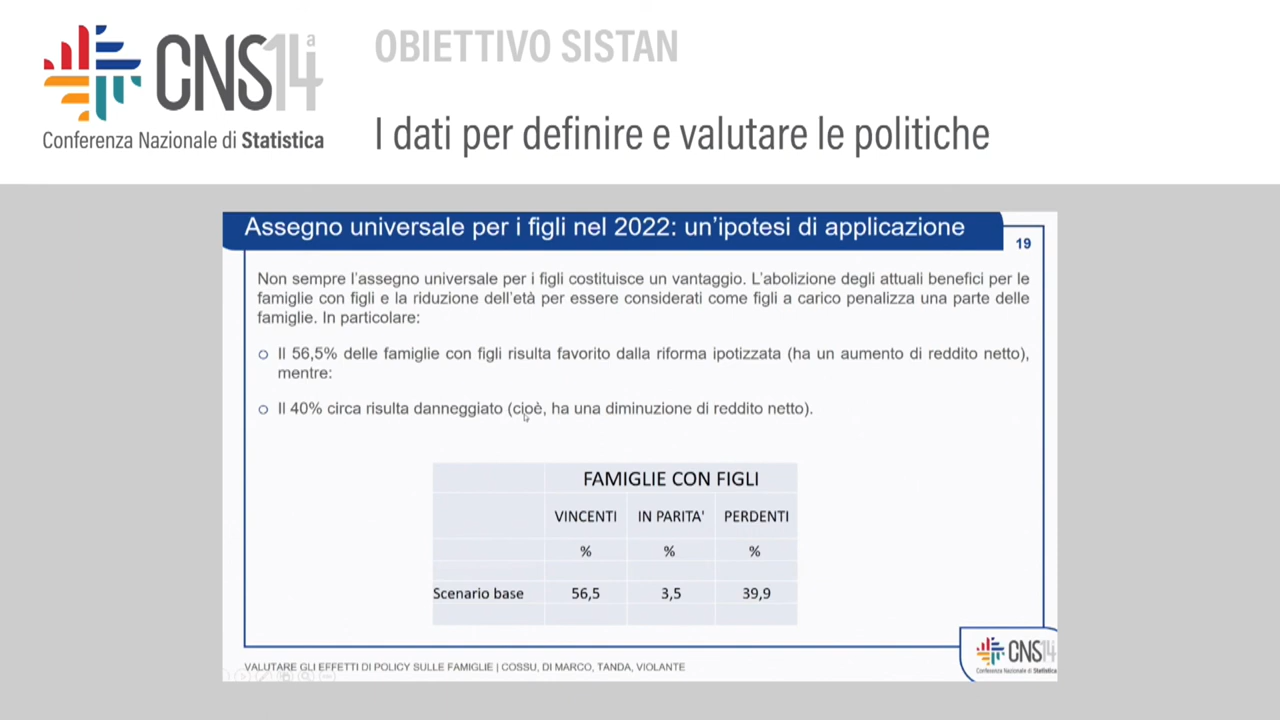 CNS14a
Conferenza Nazionale di Statistica
OBIETTIVO SISTAN
I dati per definire e valutare le politiche
Assegno universale per i figli nel 2022: un'ipotesi di applicazione
19
Non sempre l'assegno universale per i figli costituisce un vantaggio. L'abolizione degli attuali benefici per le
famiglie con figli e la riduzione dell'età per essere considerati come figli a carico penalizza una parte delle
famiglie. In particolare:
Il 56,5% delle famiglie con figli risulta favorito dalla riforma ipotizzata (ha un aumento di reddito netto),
mentre:
Il 40% circa risulta danneggiato (cioè, ha una diminuzione di reddito netto).
FAMIGLIE CON FIGLI
VINCENTI IN PARITA' PERDENTI
% % %
Scenario base 56,5 3,5 39,9
VALUTARE GLI EFFETTI DI POLICY SULLE FAMIGLIE | COSSU, DI MARCO, TANDA, VIOLANTE
CNS14
Conferenza Nazionale di Statistica